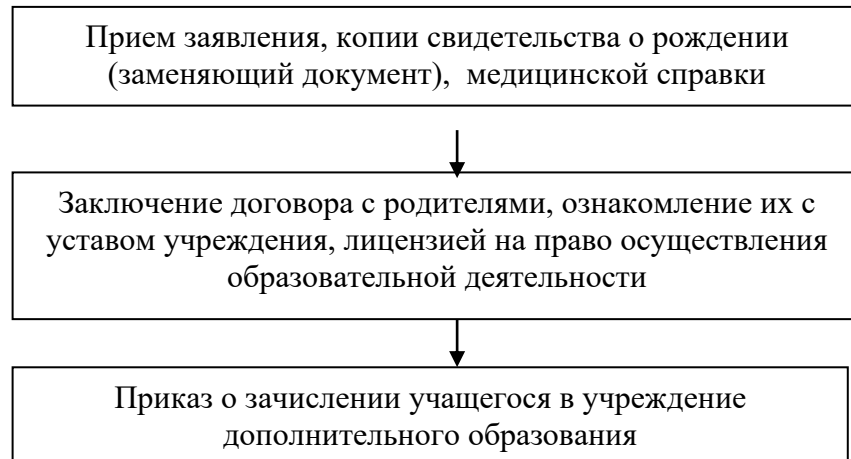 Прием заявления, копии свидетельства о рождении
(заменяющий документ), медицинской справки
Заключение договора с родителями, ознакомление их с
уставом учреждения, лицензией на право осуществления
образовательной деятельности
Приказ о зачислении учащегося в учреждение
дополнительного образования